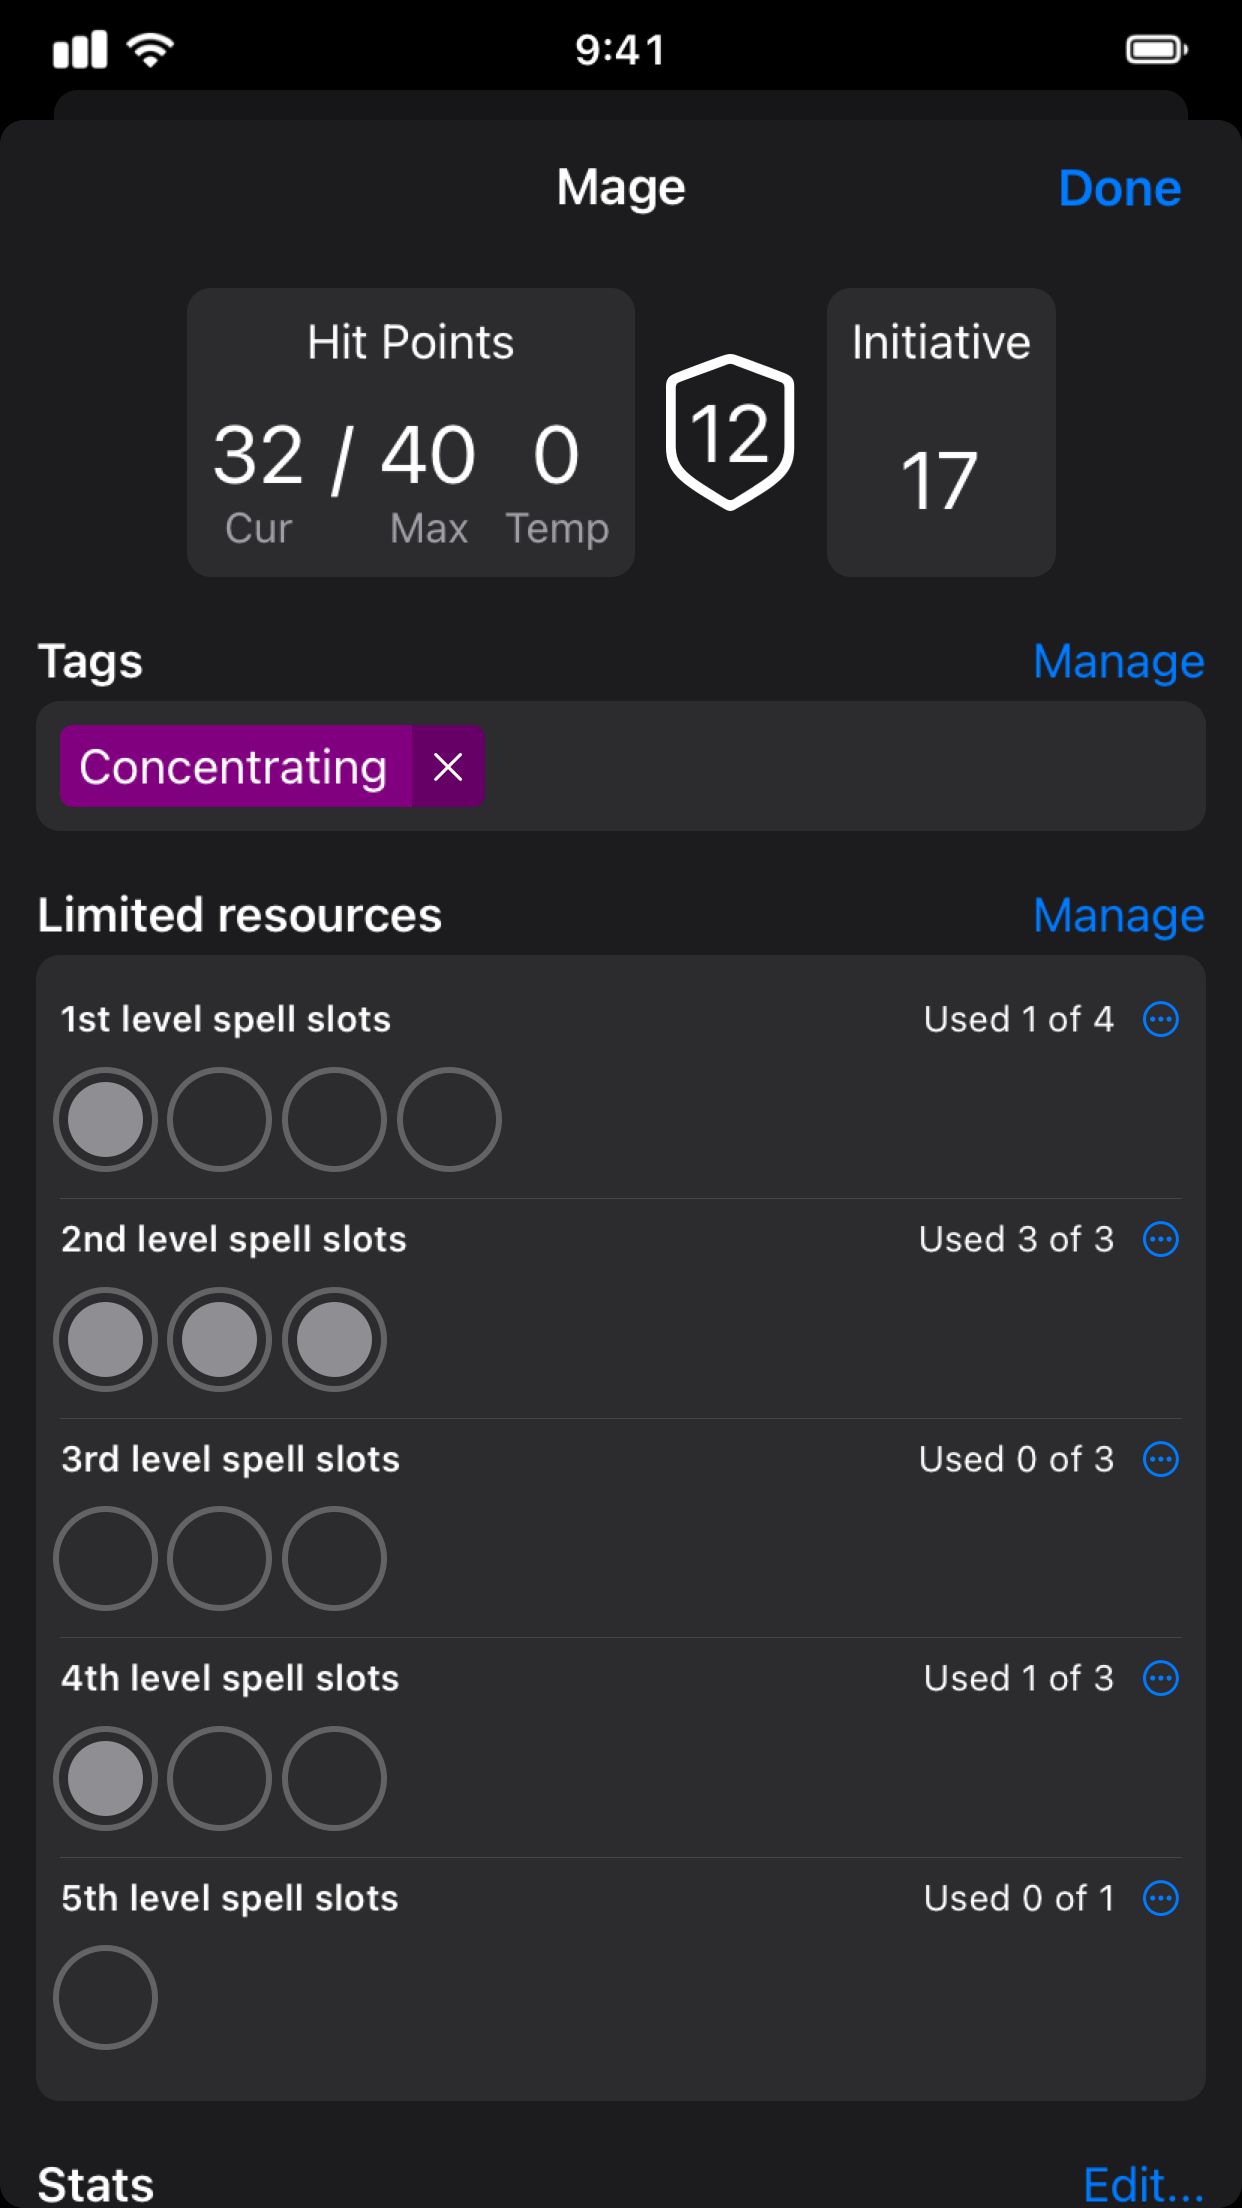 9:41
Mage Done
Hit Points Initiative
32 / 40 0 12 17
Cur Max Temp
Tags Manage
Concentrating
Limited resources Manage
1st level spell slots Used 1 of 4
2nd level spell slots Used 3 of 3
3rd level spell slots Used 0 of 3
4th level spell slots Used 1 of 3
5th level spell slots Used 0 of 1
Stats Edit...